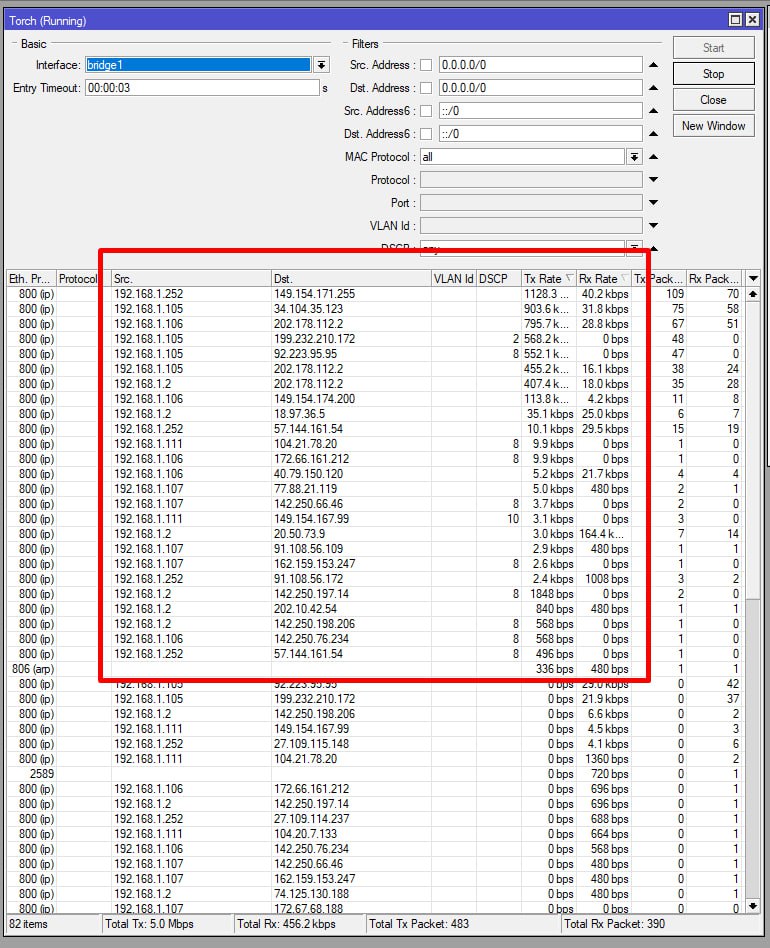 Torch (Running)
Basic
Interface: bridge1
Entry Timeout: 00:00:03 s
Filters
Src. Address : 0.0.0.0/0
Dst. Address : 0.0.0.0/0
Src. Address6 : ::/0
Dst. Address6 : ::/0
MAC Protocol : all
Protocol :
Port :
VLAN Id :
DSCP : any
Start
Stop
Close
New Window
Eth. Pr... Protocol Src. Dst. VLAN Id DSCP Tx Rate Rx Rate Tx Pack... Rx Pack...
800 (ip) 192.168.1.252 149.154.171.255 1128.3 ... 40.2 kbps 109 70
800 (ip) 192.168.1.105 34.104.35.123 903.6 k... 31.8 kbps 75 58
800 (ip) 192.168.1.106 202.178.112.2 795.7 k... 28.8 kbps 67 51
800 (ip) 192.168.1.105 199.232.210.172 2 568.2 k... 0 bps 48 0
800 (ip) 192.168.1.105 92.223.95.95 8 552.1 k... 0 bps 47 0
800 (ip) 192.168.1.105 202.178.112.2 455.2 k... 16.1 kbps 38 24
800 (ip) 192.168.1.2 202.178.112.2 407.4 k... 18.0 kbps 35 28
800 (ip) 192.168.1.106 149.154.174.200 113.8 k... 4.2 kbps 11 8
800 (ip) 192.168.1.2 18.97.36.5 35.1 kbps 25.0 kbps 6 7
800 (ip) 192.168.1.252 57.144.161.54 10.1 kbps 29.5 kbps 15 19
800 (ip) 192.168.1.111 104.21.78.20 8 9.9 kbps 0 bps 1 0
800 (ip) 192.168.1.106 172.66.161.212 8 9.9 kbps 0 bps 1 0
800 (ip) 192.168.1.106 40.79.150.120 5.2 kbps 21.7 kbps 4 4
800 (ip) 192.168.1.107 77.88.21.119 5.0 kbps 480 bps 2 1
800 (ip) 192.168.1.107 142.250.66.46 8 3.7 kbps 0 bps 2 0
800 (ip) 192.168.1.111 149.154.167.99 10 3.1 kbps 0 bps 3 0
800 (ip) 192.168.1.2 20.50.73.9 3.0 kbps 164.4 k... 7 14
800 (ip) 192.168.1.107 91.108.56.109 2.9 kbps 480 bps 1 1
800 (ip) 192.168.1.107 162.159.153.247 8 2.6 kbps 0 bps 1 0
800 (ip) 192.168.1.252 91.108.56.172 2.4 kbps 1008 bps 3 2
800 (ip) 192.168.1.2 142.250.197.14 8 1848 bps 0 bps 2 0
800 (ip) 192.168.1.2 202.10.42.54 840 bps 480 bps 1 1
800 (ip) 192.168.1.2 142.250.198.206 8 568 bps 0 bps 1 0
800 (ip) 192.168.1.106 142.250.76.234 8 568 bps 0 bps 1 0
800 (ip) 192.168.1.252 57.144.161.54 8 496 bps 0 bps 1 0
806 (arp) 336 bps 480 bps 1 1
800 (ip) 192.168.1.105 92.223.95.95 0 bps 29.0 kbps 0 42
800 (ip) 192.168.1.105 199.232.210.172 0 bps 21.9 kbps 0 37
800 (ip) 192.168.1.2 142.250.198.206 0 bps 6.6 kbps 0 2
800 (ip) 192.168.1.111 149.154.167.99 0 bps 4.5 kbps 0 3
800 (ip) 192.168.1.252 27.109.115.148 0 bps 4.1 kbps 0 6
800 (ip) 192.168.1.111 104.21.78.20 0 bps 1360 bps 0 2
2589 0 bps 720 bps 0 1
800 (ip) 192.168.1.106 172.66.161.212 0 bps 696 bps 0 1
800 (ip) 192.168.1.2 142.250.197.14 0 bps 696 bps 0 1
800 (ip) 192.168.1.252 27.109.114.237 0 bps 688 bps 0 1
800 (ip) 192.168.1.111 104.20.7.133 0 bps 664 bps 0 1
800 (ip) 192.168.1.106 142.250.76.234 0 bps 568 bps 0 1
800 (ip) 192.168.1.107 142.250.66.46 0 bps 480 bps 0 1
800 (ip) 192.168.1.107 162.159.153.247 0 bps 480 bps 0 1
800 (ip) 192.168.1.2 74.125.130.188 0 bps 480 bps 0 1
800 (ip) 192.168.1.107 172.67.68.188 0 bps 480 bps 0 1
82 items Total Tx: 5.0 Mbps Total Rx: 456.2 kbps Total Tx Packet: 483 Total Rx Packet: 390